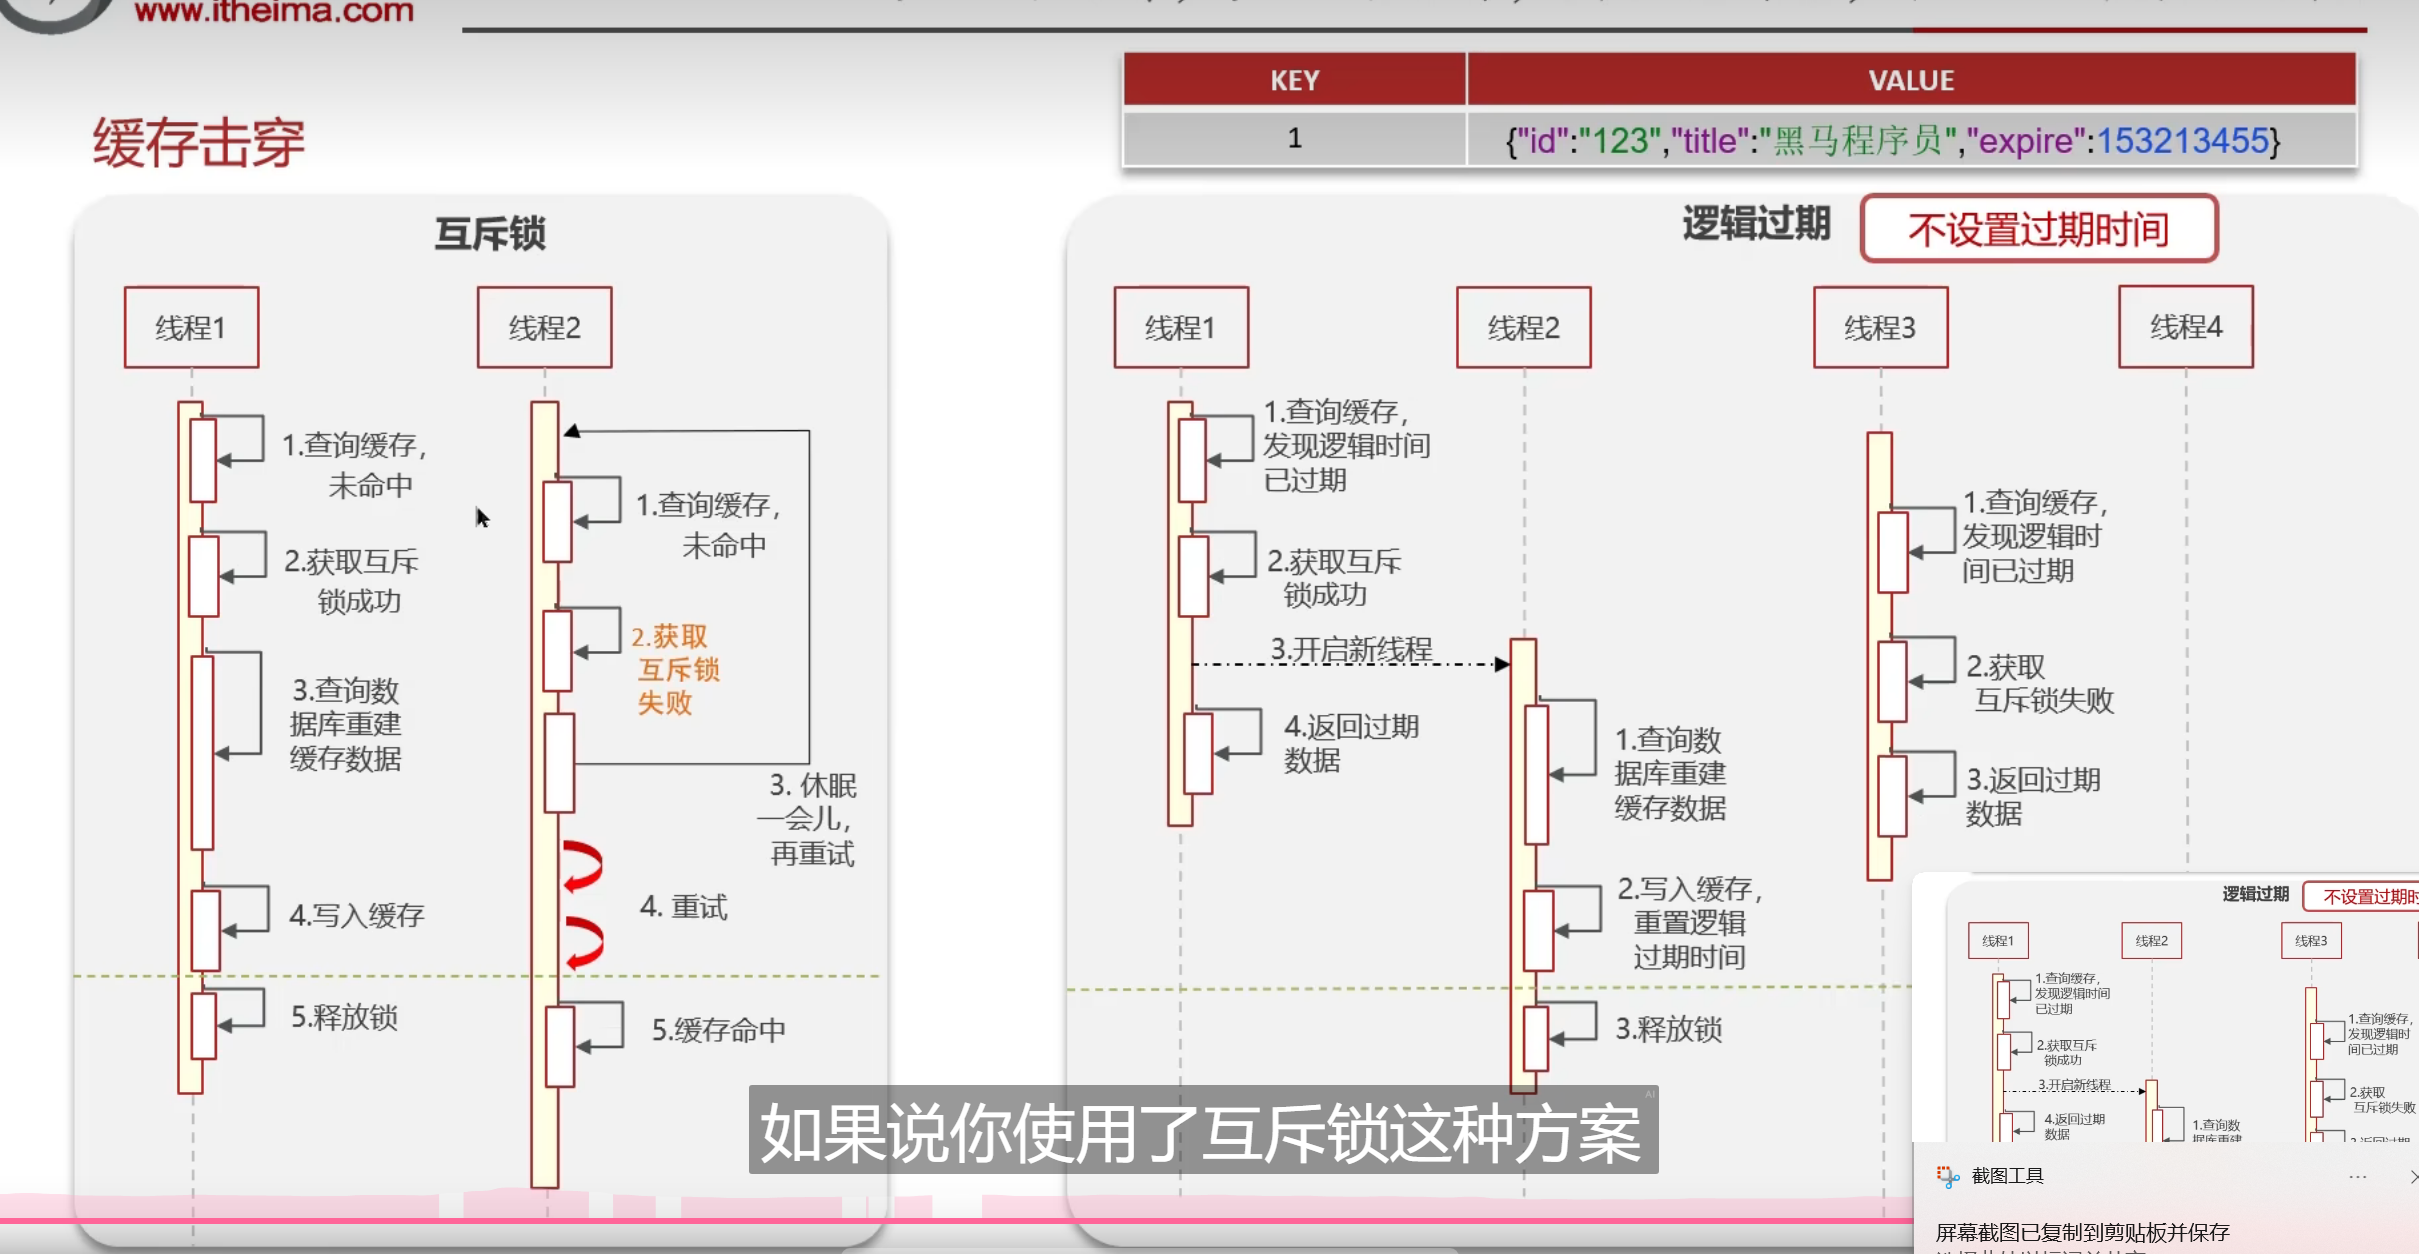 www.itheima.com
KEY
VALUE
1
{"id":"123","title":"黑马程序员","expire":153213455}
缓存击穿
互斥锁
线程1
线程2
1.查询缓存，
未命中
2.获取互斥
锁成功
3.查询数
据库重建
缓存数据
4.写入缓存
5.释放锁
1.查询缓存，
未命中
2.获取
互斥锁
失败
3. 休眠
一会儿，
再重试
4. 重试
5.缓存命中
逻辑过期
不设置过期时间
线程1
线程2
线程3
线程4
1.查询缓存，
发现逻辑时间
已过期
2.获取互斥
锁成功
3.开启新线程
4.返回过期
数据
1.查询数
据库重建
缓存数据
2.写入缓存，
重置逻辑
过期时间
3.释放锁
1.查询缓存，
发现逻辑时
间已过期
2.获取
互斥锁失败
3.返回过期
数据
如果说你使用了互斥锁这种方案
AI
逻辑过期
不设置过期时
线程1
线程2
线程3
1.查询缓存，
发现逻辑时间
已过期
2.获取互斥
锁成功
3.开启新线程
4.返回过期
数据
1.查询数
据库重建
1.查询缓存，
发现逻辑时
间已过期
2.获取
互斥锁失败
3.返回过期
截图工具
屏幕截图已复制到剪贴板并保存